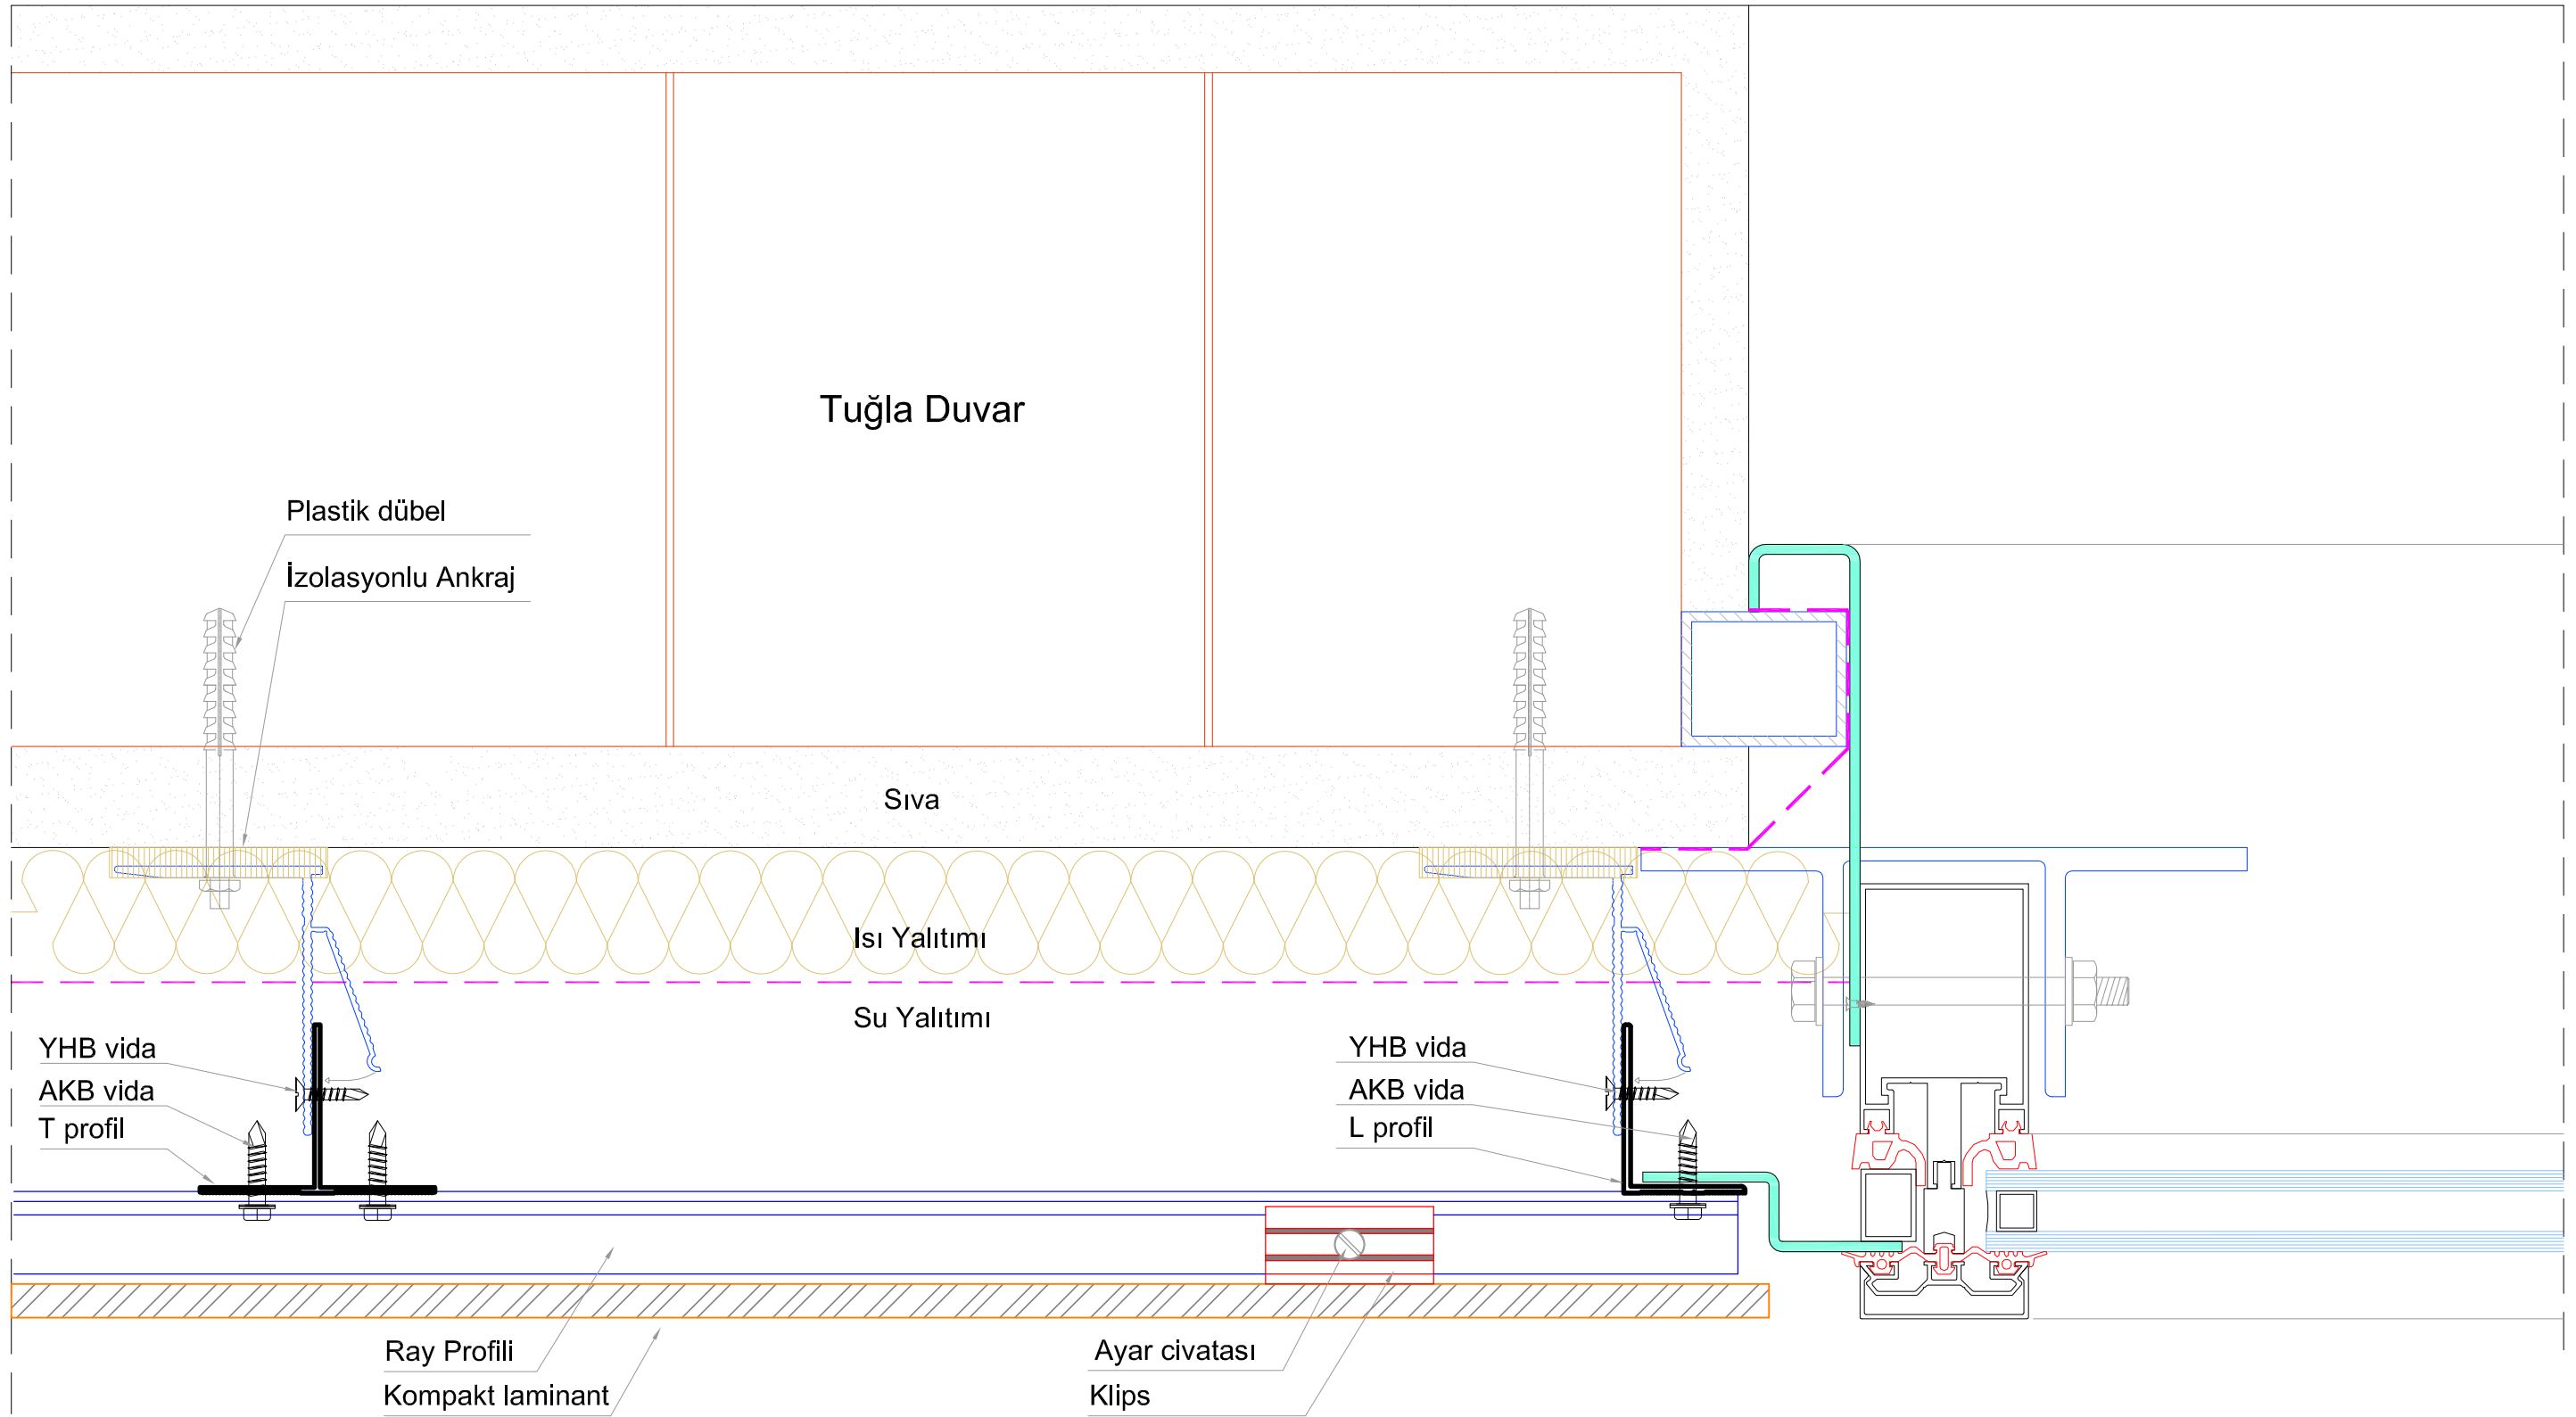 Tuğla Duvar
Plastik dübel
İzolasyonlu Ankraj
Sıva
Isı Yalıtımı
Su Yalıtımı
YHB vida
AKB vida
T profil
YHB vida
AKB vida
L profil
Ray Profili
Kompakt laminant
Ayar civatası
Klips